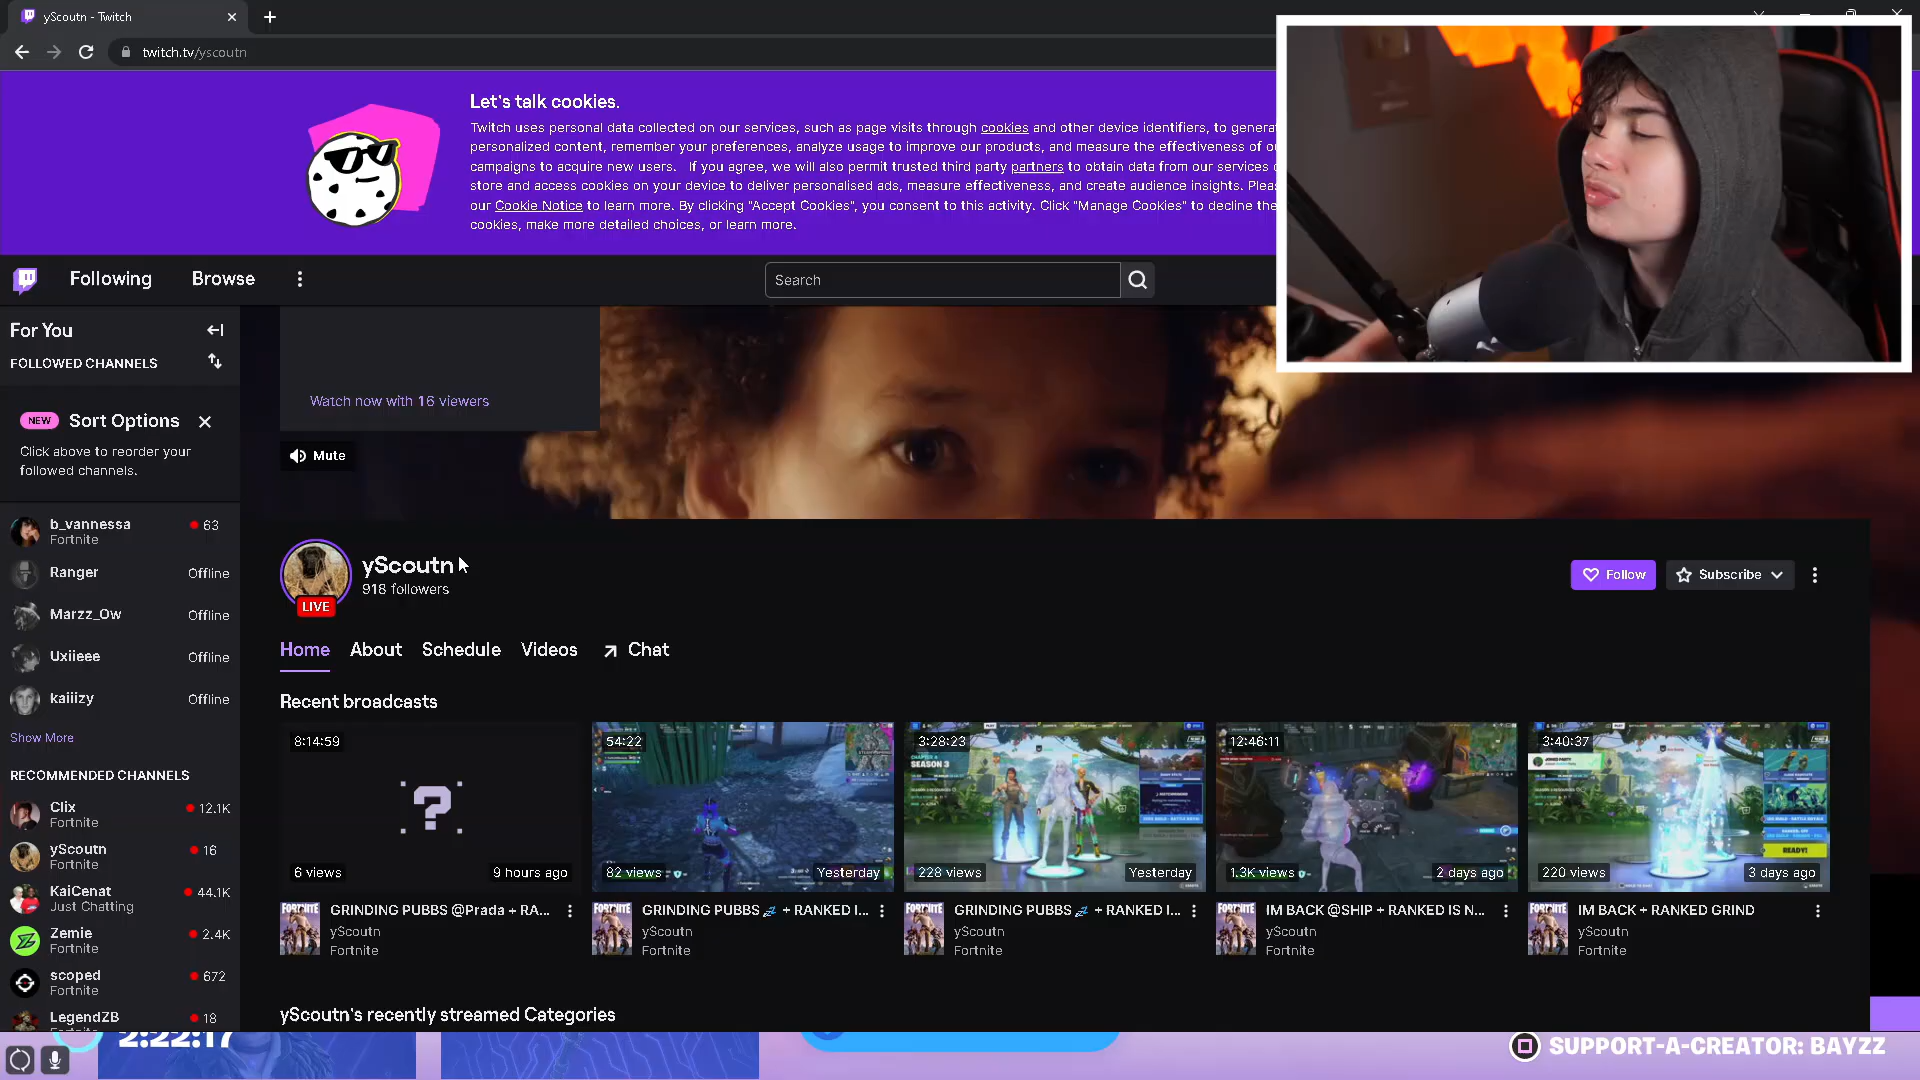 yScoutn - Twitch
twitch.tv/yscoutn
Let's talk cookies.
Twitch uses personal data collected on our services, such as page visits through cookies and other device identifiers, to
personalized content, remember your preferences, analyze usage to improve our products, and measure the effectiveness of
campaigns to acquire new users. If you agree, we will also permit trusted third party partners to obtain data from our services
store and access cookies on your device to deliver personalised ads, measure effectiveness, and create audience insights.
our Cookie Notice to learn more. By clicking "Accept Cookies", you consent to this activity. Click "Manage Cookies" to decline the
cookies, make more detailed choices, or learn more.
Following
Browse
Search
For You
FOLLOWED CHANNELS
NEW Sort Options
Click above to reorder your
followed channels.
b_vannessa 63
Fortnite
Ranger Offline
Marzz_Ow Offline
Uxiieee Offline
kaiiizy Offline
Show More
RECOMMENDED CHANNELS
Clix 12.1K
Fortnite
yScoutn 16
Fortnite
KaiCenat 44.1K
Just Chatting
Zemie 2.4K
Fortnite
scoped 672
Fortnite
LegendZB 18
Watch now with 16 viewers
Mute
yScoutn
918 followers
LIVE
Follow
Subscribe
Home About Schedule Videos Chat
Recent broadcasts
8:14:59
6 views 9 hours ago
FORTNITE
GRINDING PUBBS @Prada + RA...
yScoutn
Fortnite
54:22
82 views Yesterday
FORTNITE
GRINDING PUBBS 💤 + RANKED I...
yScoutn
Fortnite
3:28:23
SEASON 3
228 views Yesterday
FORTNITE
GRINDING PUBBS 💤 + RANKED I...
yScoutn
Fortnite
12:46:11
1.3K views 2 days ago
FORTNITE
IM BACK @SHIP + RANKED IS N...
yScoutn
Fortnite
3:40:37
READY!
220 views 3 days ago
FORTNITE
IM BACK + RANKED GRIND
yScoutn
Fortnite
yScoutn's recently streamed Categories
2:22:17
SUPPORT-A-CREATOR: BAYZZ